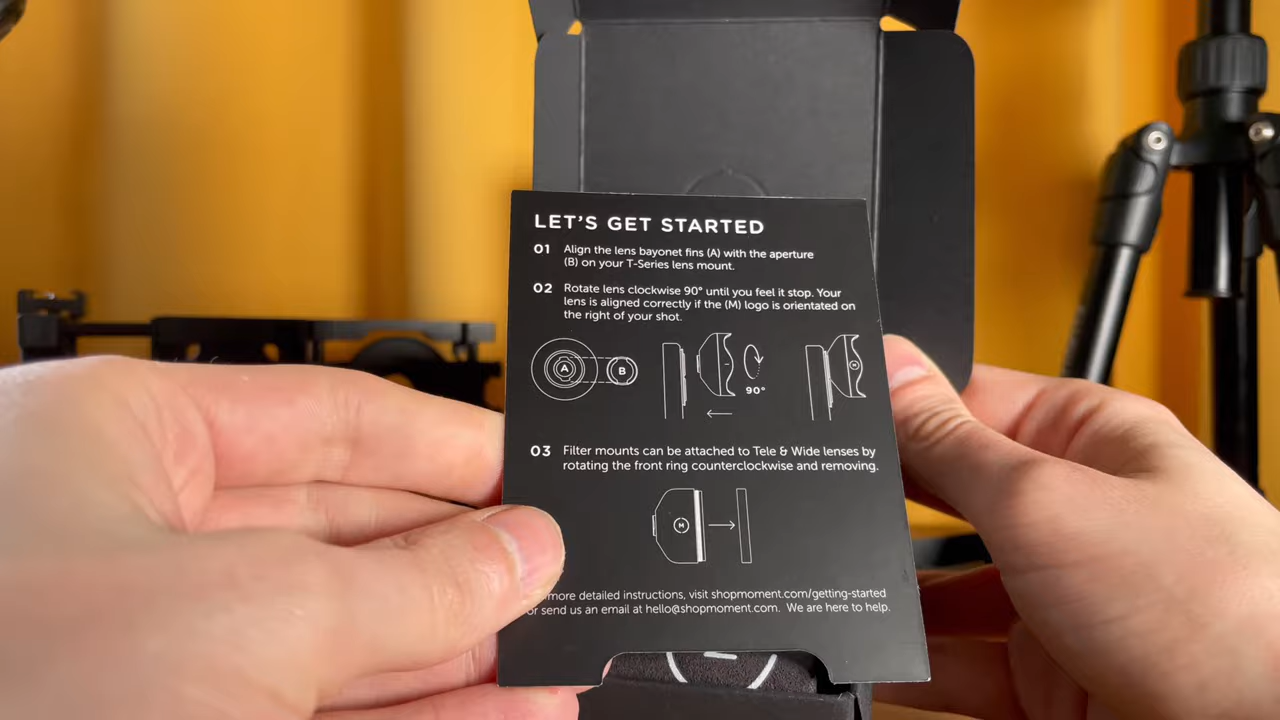 LET'S GET STARTED
01 Align the lens bayonet fins (A) with the aperture
(B) on your T-Series lens mount.
02 Rotate lens clockwise 90° until you feel it stop. Your
lens is aligned correctly if the (M) logo is orientated on
the right of your shot.
A B
90°
M
03 Filter mounts can be attached to Tele & Wide lenses by
rotating the front ring counterclockwise and removing.
M
more detailed instructions, visit shopmoment.com/getting-started
or send us an email at hello@shopmoment.com. We are here to help.